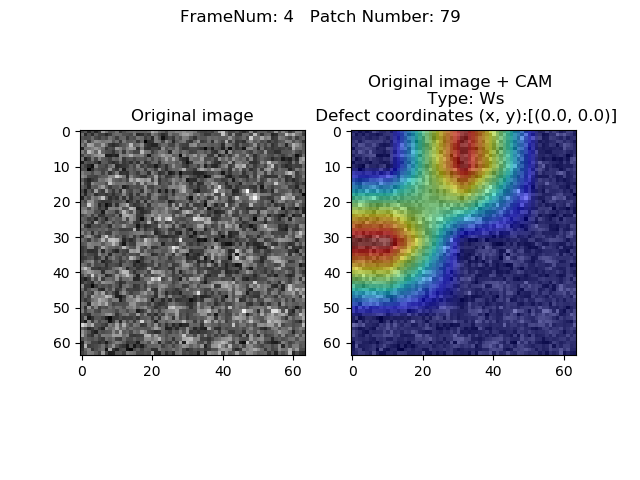 FrameNum: 4   Patch Number: 79
Original image
Original image + CAM
Type: Ws
Defect coordinates (x, y):[(0.0, 0.0)]
0
10
20
30
40
50
60
0 20 40 60
0
10
20
30
40
50
60
0 20 40 60